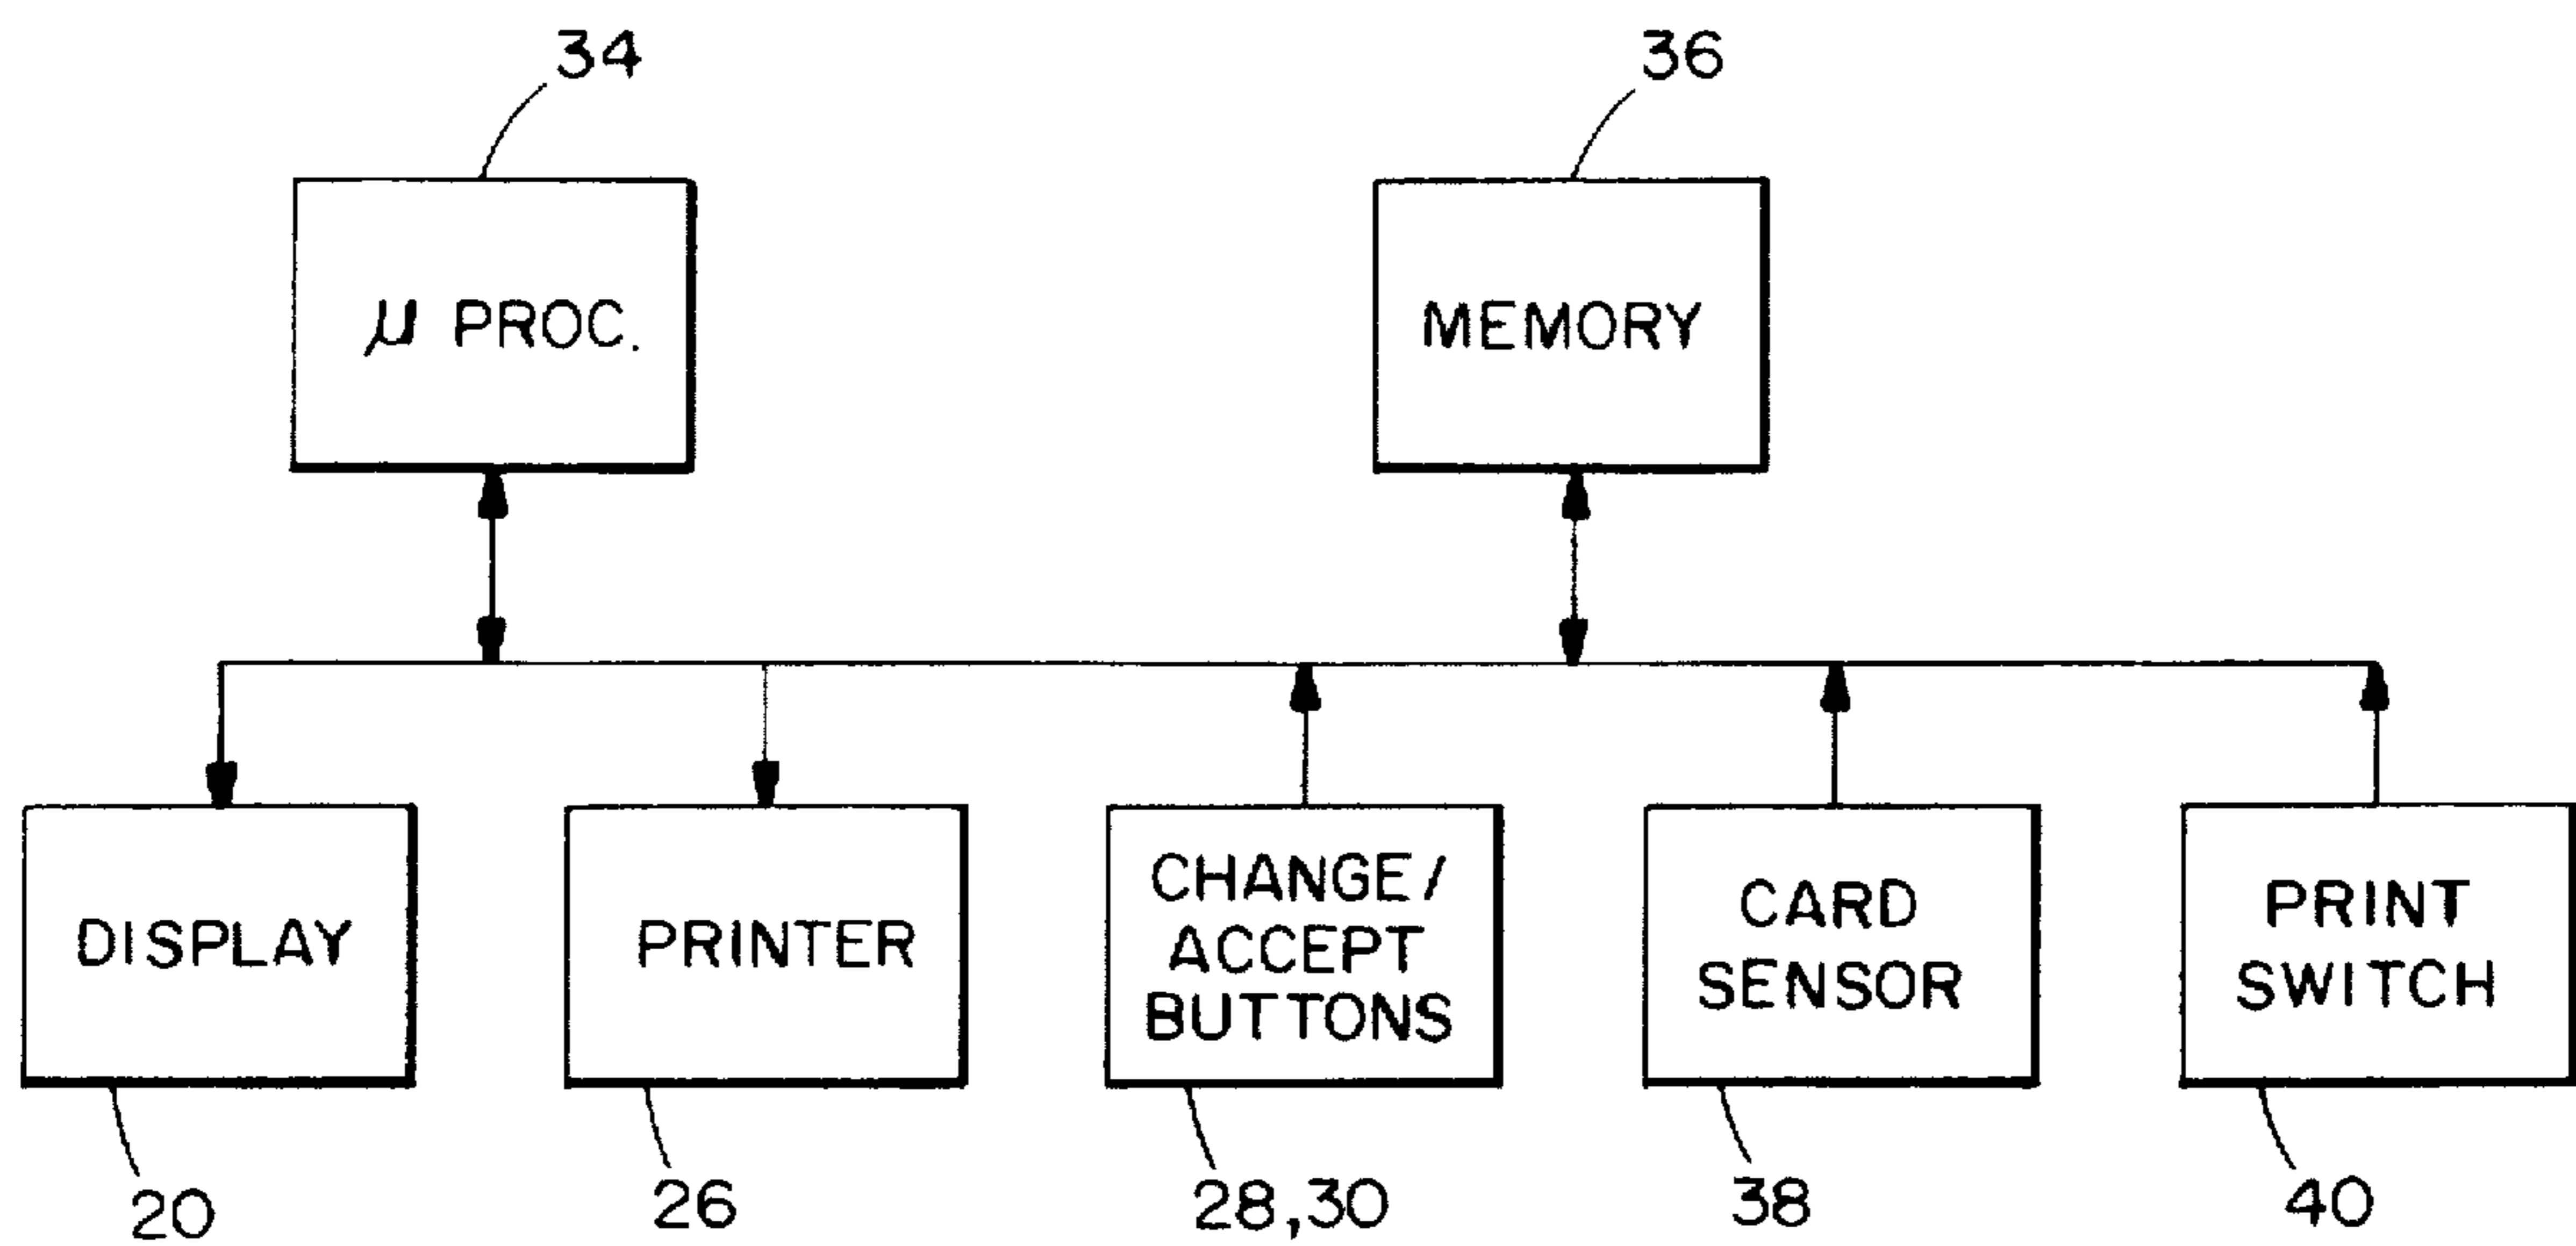 34
36
μ PROC.
MEMORY
DISPLAY
PRINTER
CHANGE/
ACCEPT
BUTTONS
CARD
SENSOR
PRINT
SWITCH
20
26
28,30
38
40